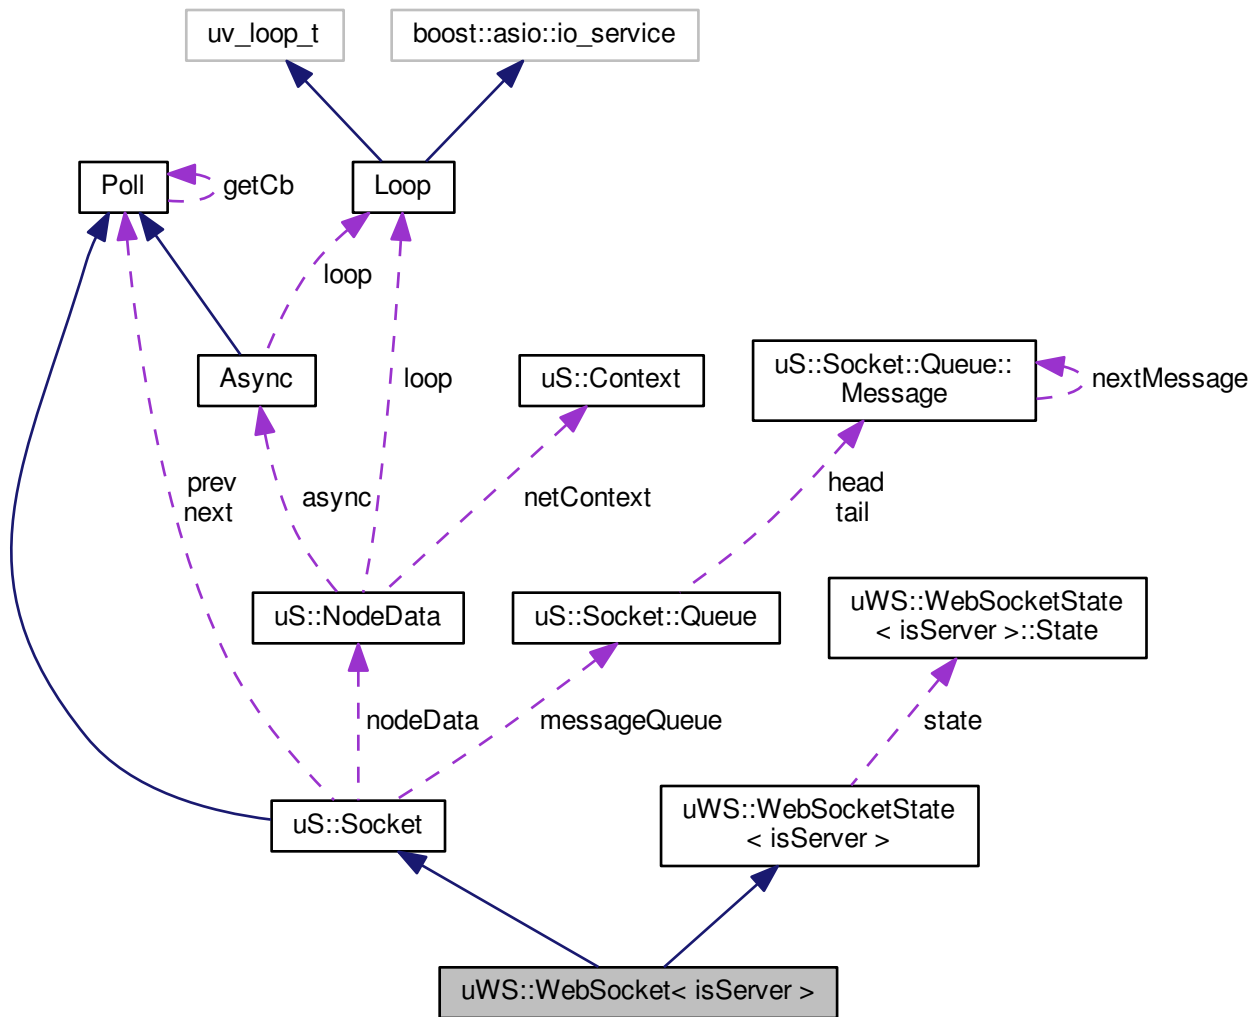 uv_loop_t
boost::asio::io_service
Poll
getCb
Loop
loop
Async
loop
uS::Context
uS::Socket::Queue::
Message
nextMessage
prev
next
async
netContext
head
tail
uS::NodeData
uS::Socket::Queue
uWS::WebSocketState
< isServer >::State
nodeData
messageQueue
state
uS::Socket
uWS::WebSocketState
< isServer >
uWS::WebSocket< isServer >